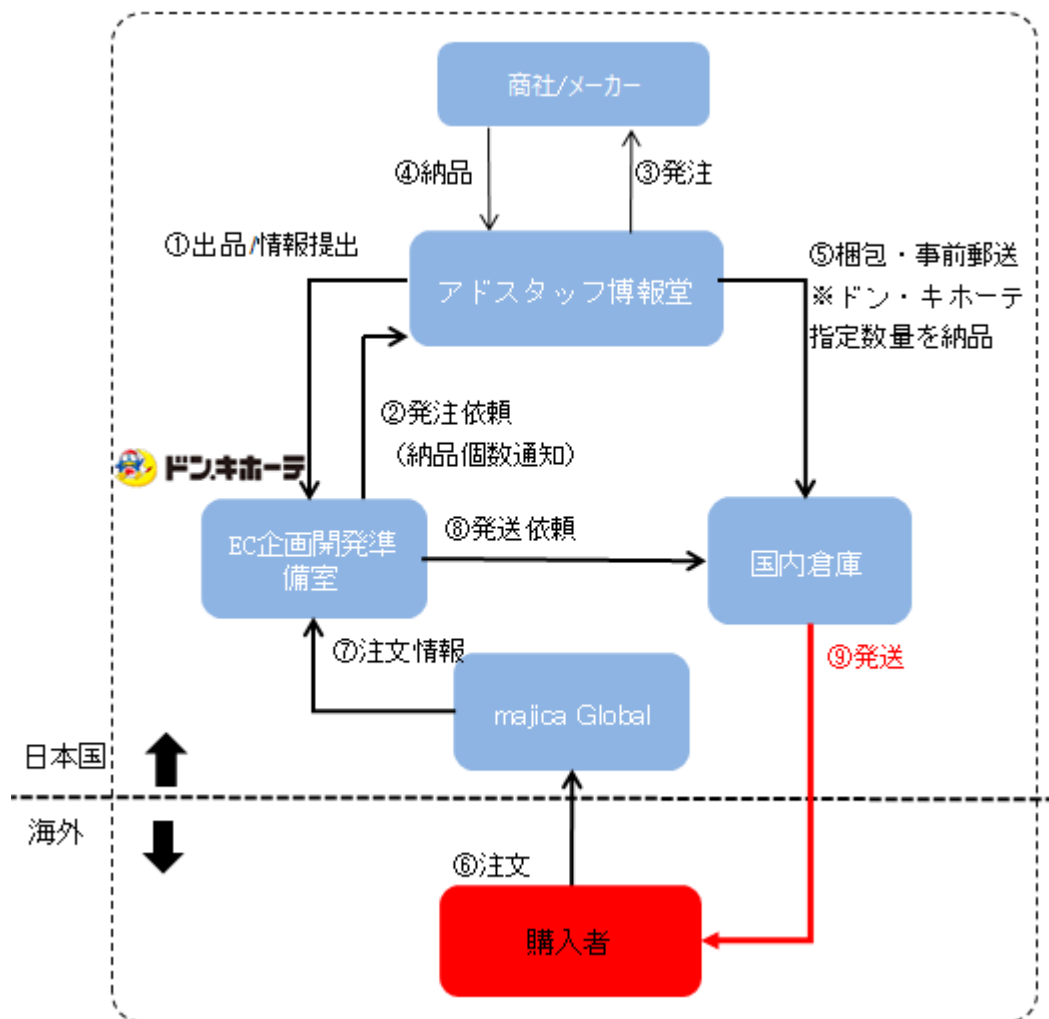 商社/メーカー
④納品
③発注
①出品/情報提出
アドスタッフ博報堂
⑤梱包・事前郵送
※ドン・キホーテ
指定数量を納品
②発注依頼
（納品個数通知）
ドン.キホーテ
EC企画開発準
備室
⑧発送依頼
国内倉庫
⑦注文情報
⑨発送
majica Global
日本国
海外
⑥注文
購入者